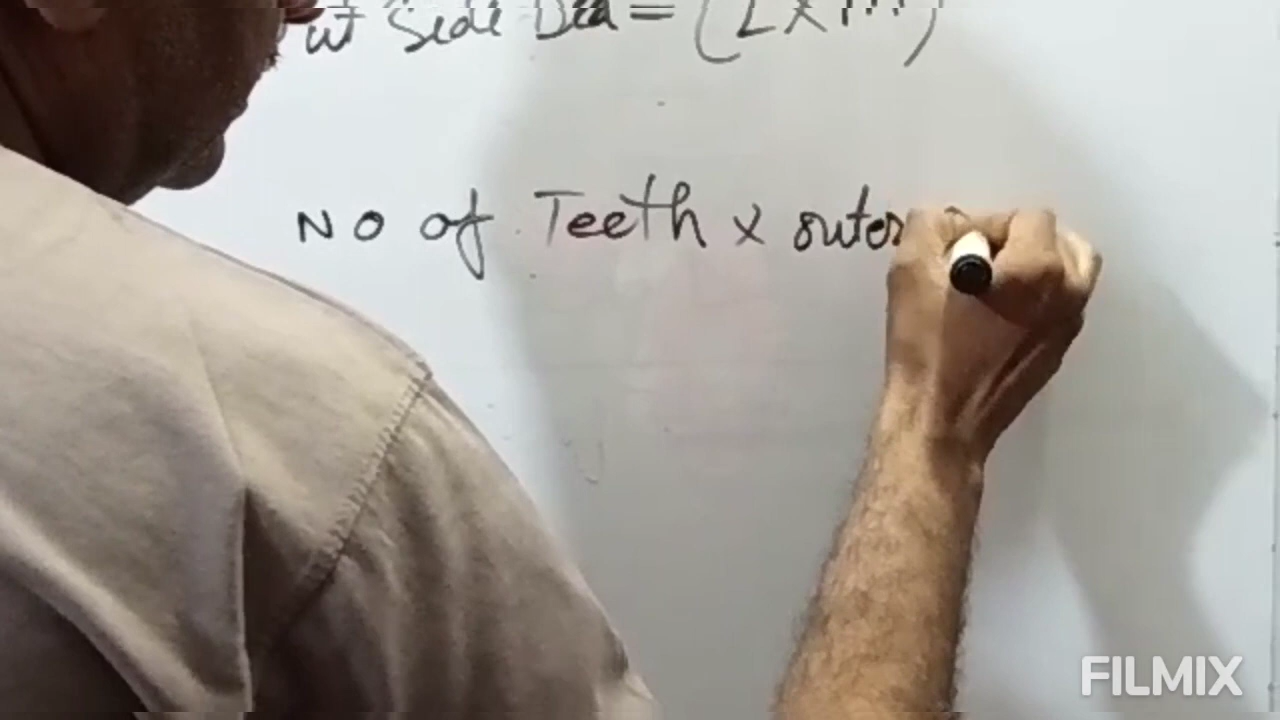 ut Side Dia = (Z x m)
No of Teeth x outer
FILMIX